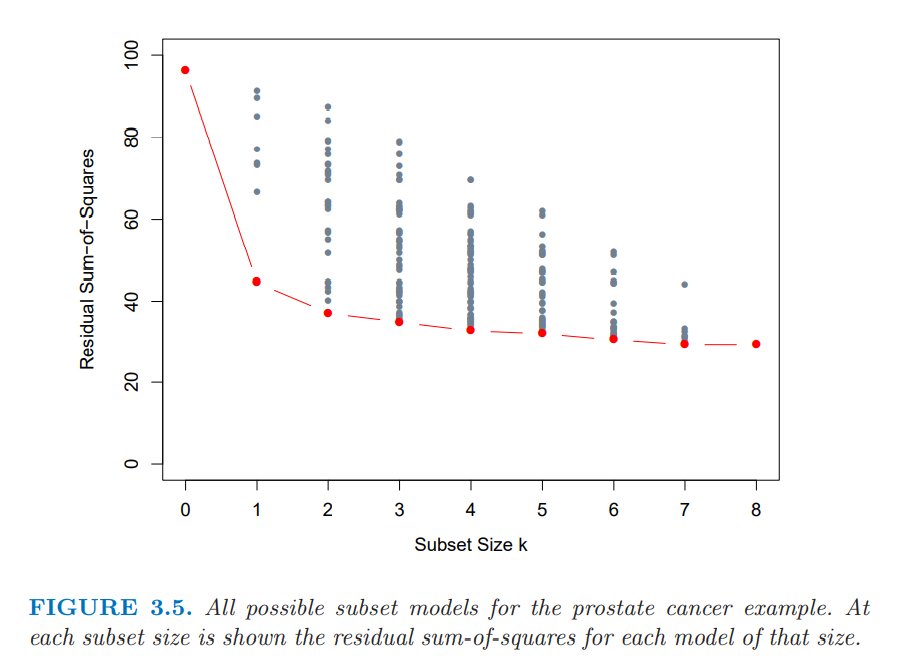 100
80
60
40
20
0
Residual Sum−of−Squares
0 1 2 3 4 5 6 7 8
Subset Size k
FIGURE 3.5. All possible subset models for the prostate cancer example. At
each subset size is shown the residual sum-of-squares for each model of that size.